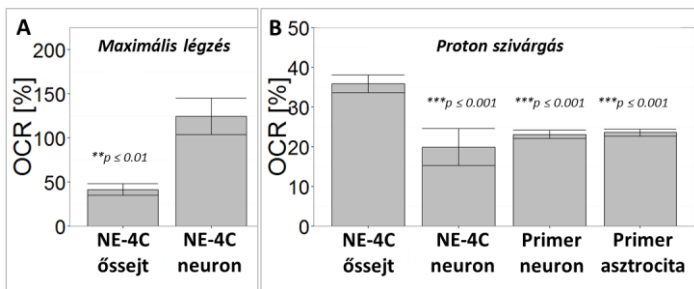 A
Maximális légzés
OCR [%]
200
150
100
50
0
**p ≤ 0.01
NE-4C
őssejt
NE-4C
neuron
B
Proton szivárgás
OCR [%]
50
40
30
20
10
0
***p ≤ 0.001
***p ≤ 0.001
***p ≤ 0.001
NE-4C
őssejt
NE-4C
neuron
Primer
neuron
Primer
asztrocita